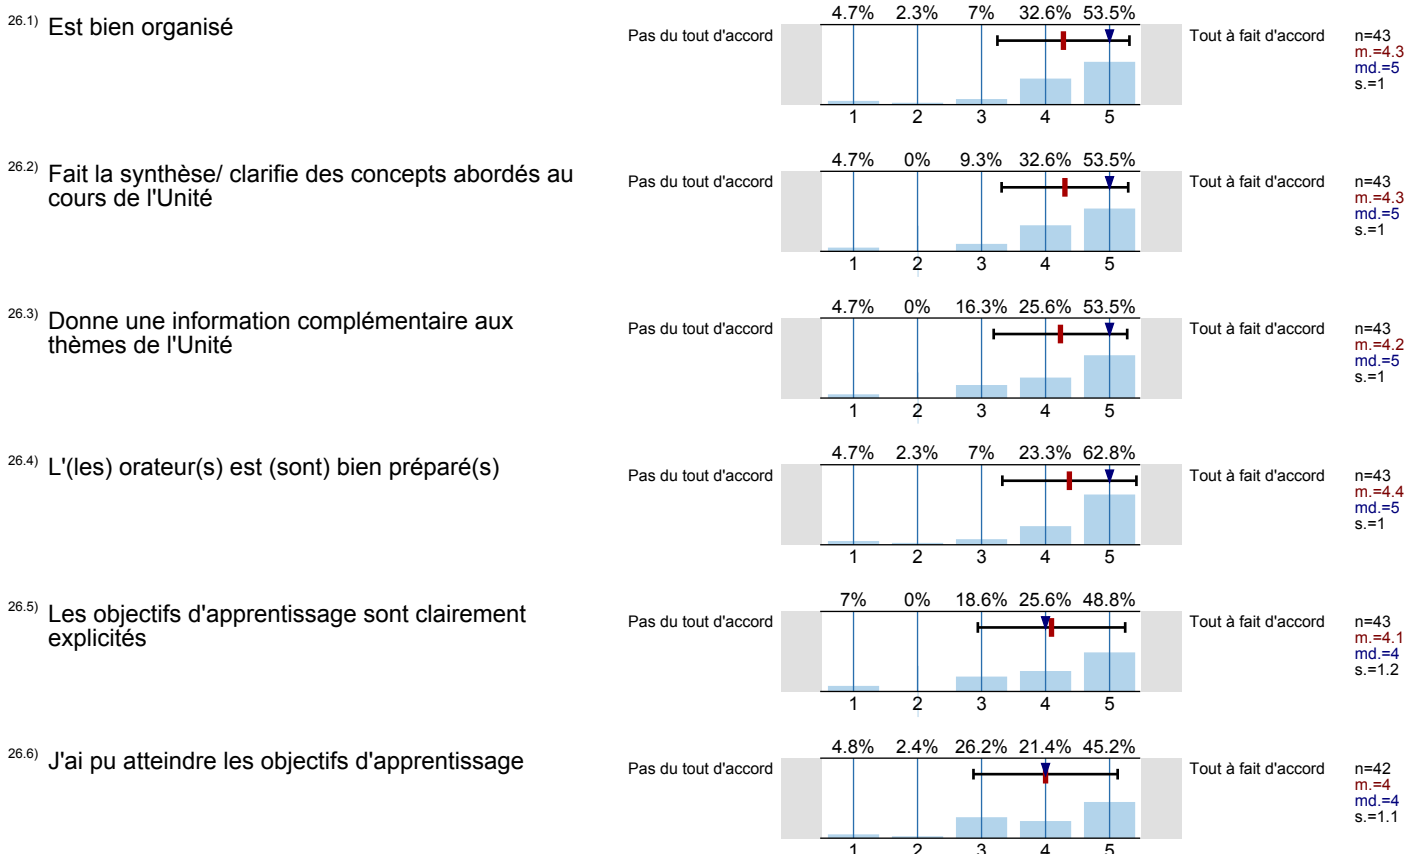 26.1) Est bien organisé
Pas du tout d'accord
4.7% 2.3% 7% 32.6% 53.5%
1 2 3 4 5
Tout à fait d'accord
n=43
m.=4.3
md.=5
s.=1
26.2) Fait la synthèse/ clarifie des concepts abordés au
cours de l'Unité
Pas du tout d'accord
4.7% 0% 9.3% 32.6% 53.5%
1 2 3 4 5
Tout à fait d'accord
n=43
m.=4.3
md.=5
s.=1
26.3) Donne une information complémentaire aux
thèmes de l'Unité
Pas du tout d'accord
4.7% 0% 16.3% 25.6% 53.5%
1 2 3 4 5
Tout à fait d'accord
n=43
m.=4.2
md.=5
s.=1
26.4) L'(les) orateur(s) est (sont) bien préparé(s)
Pas du tout d'accord
4.7% 2.3% 7% 23.3% 62.8%
1 2 3 4 5
Tout à fait d'accord
n=43
m.=4.4
md.=5
s.=1
26.5) Les objectifs d'apprentissage sont clairement
explicités
Pas du tout d'accord
7% 0% 18.6% 25.6% 48.8%
1 2 3 4 5
Tout à fait d'accord
n=43
m.=4.1
md.=4
s.=1.2
26.6) J'ai pu atteindre les objectifs d'apprentissage
Pas du tout d'accord
4.8% 2.4% 26.2% 21.4% 45.2%
1 2 3 4 5
Tout à fait d'accord
n=42
m.=4
md.=4
s.=1.1